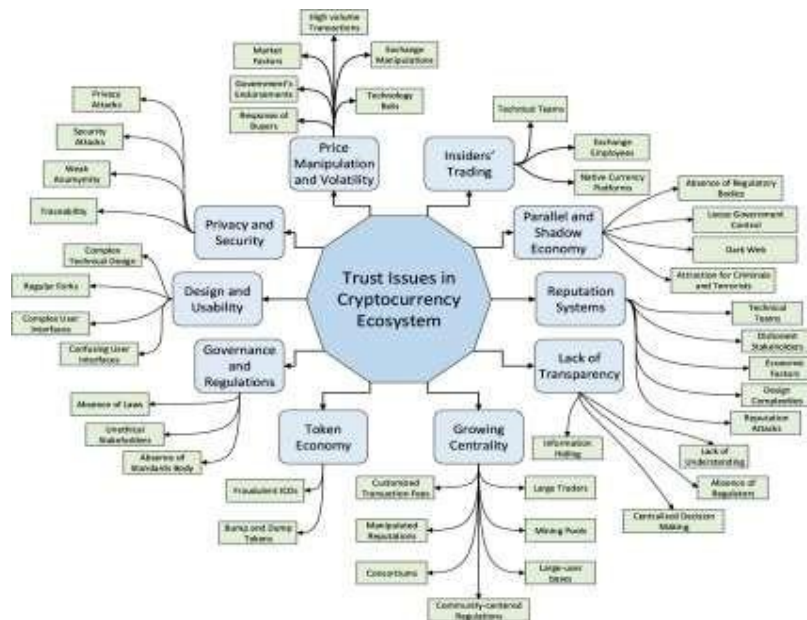 High volume
Transactions
Market
Factors
Exchange
Manipulations
Government's
Endorsements
Technology
Response of
Buyers
Price
Manipulation
and Volatility
Technical Teams
Exchange
Employees
Native Currency
Platforms
Insiders'
Trading
Privacy
Attacks
Security
Attacks
Weak
Traceability
Privacy and
Security
Absence of Regulatory
Bodies
Loose Government
Control
Dark Web
Attraction for Criminals
and Terrorists
Parallel and
Shadow
Economy
Trust Issues in
Cryptocurrency
Ecosystem
Complex
Technical Design
Regular Forks
Complex User
Interfaces
Confusing User
Interfaces
Design and
Usability
Reputation
Systems
Technical
Teams
Stakeholders
Economic
Factors
Design
Complexities
Reputation
Attacks
Governance
and
Regulations
Absence of Laws
Unethical
Stakeholders
Absence of
Standards Body
Lack of
Transparency
Information
Hiding
Lack of
Understanding
Absence of
Regulators
Centralized Decision
Making
Token
Economy
Fraudulent ICOs
and Dump
Tokens
Growing
Centrality
Customized
Transaction Fees
Large Traders
Manipulated
Reputations
Mining Pools
Consortiums
Large-user
bases
Community-centered
Regulations